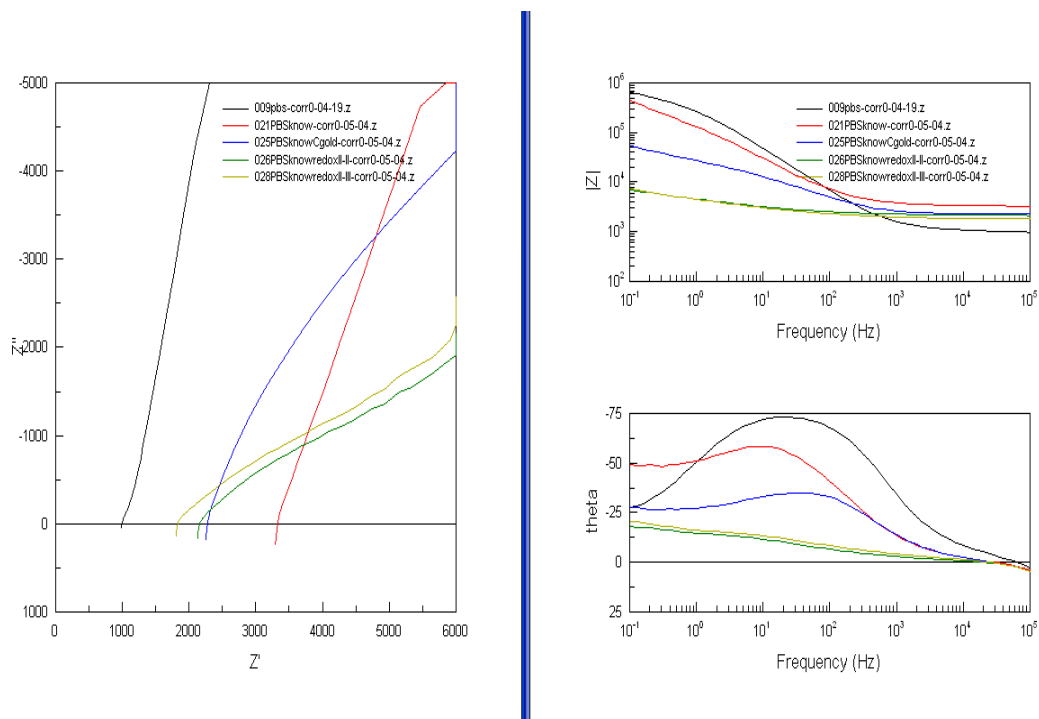 -5000
009pbs-corr0-04-19.z
021PBSknow-corr0-05-04.z
025PBSknowCgold-corr0-05-04.z
026PBSknowredoxII-II-corr0-05-04.z
028PBSknowredoxII-III-corr0-05-04.z
-4000
-3000
Z''
-2000
-1000
0
1000
0 1000 2000 3000 4000 5000 6000
Z'
10^6
009pbs-corr0-04-19.z
021PBSknow-corr0-05-04.z
025PBSknowCgold-corr0-05-04.z
026PBSknowredoxII-II-corr0-05-04.z
028PBSknowredoxII-III-corr0-05-04.z
10^5
|Z|
10^4
10^3
10^2
10^-1 10^0 10^1 10^2 10^3 10^4 10^5
Frequency (Hz)
-75
-50
theta
-25
0
25
10^-1 10^0 10^1 10^2 10^3 10^4 10^5
Frequency (Hz)